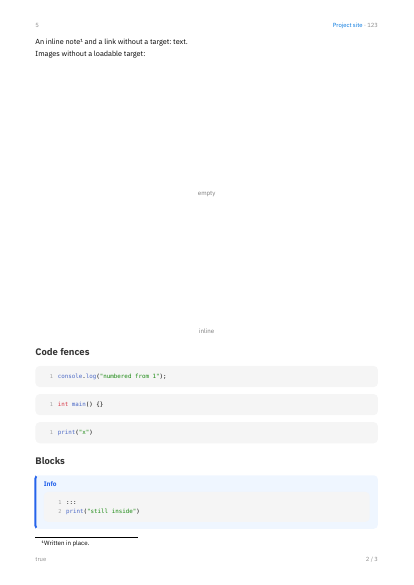 5 Project site · 123
An inline note¹ and a link without a target: text.
Images without a loadable target:
empty
inline
Code fences
1 console.log("numbered from 1");
1 int main() {}
1 print("x")
Blocks
Info
1 :::
2 print("still inside")
¹Written in place.
true 2 / 3